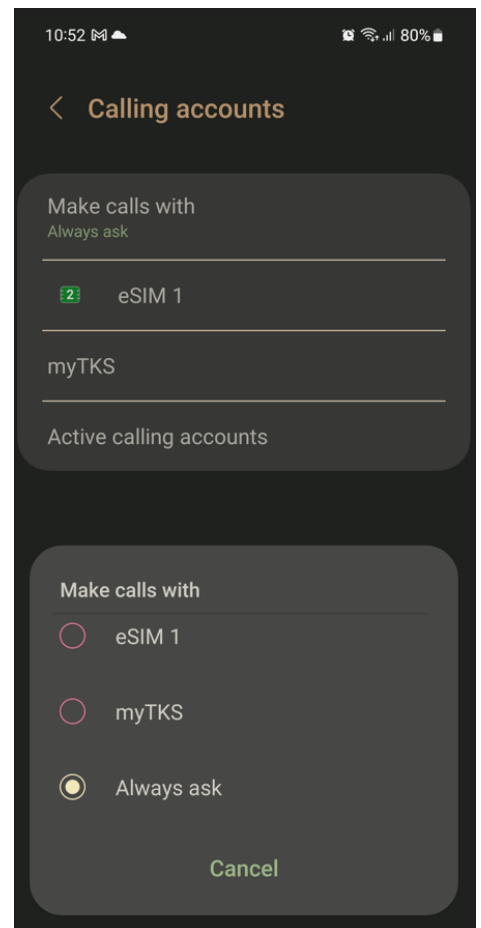 10:52 80%
Calling accounts
Make calls with
Always ask
2 eSIM 1
myTKS
Active calling accounts
Make calls with
eSIM 1
myTKS
Always ask
Cancel